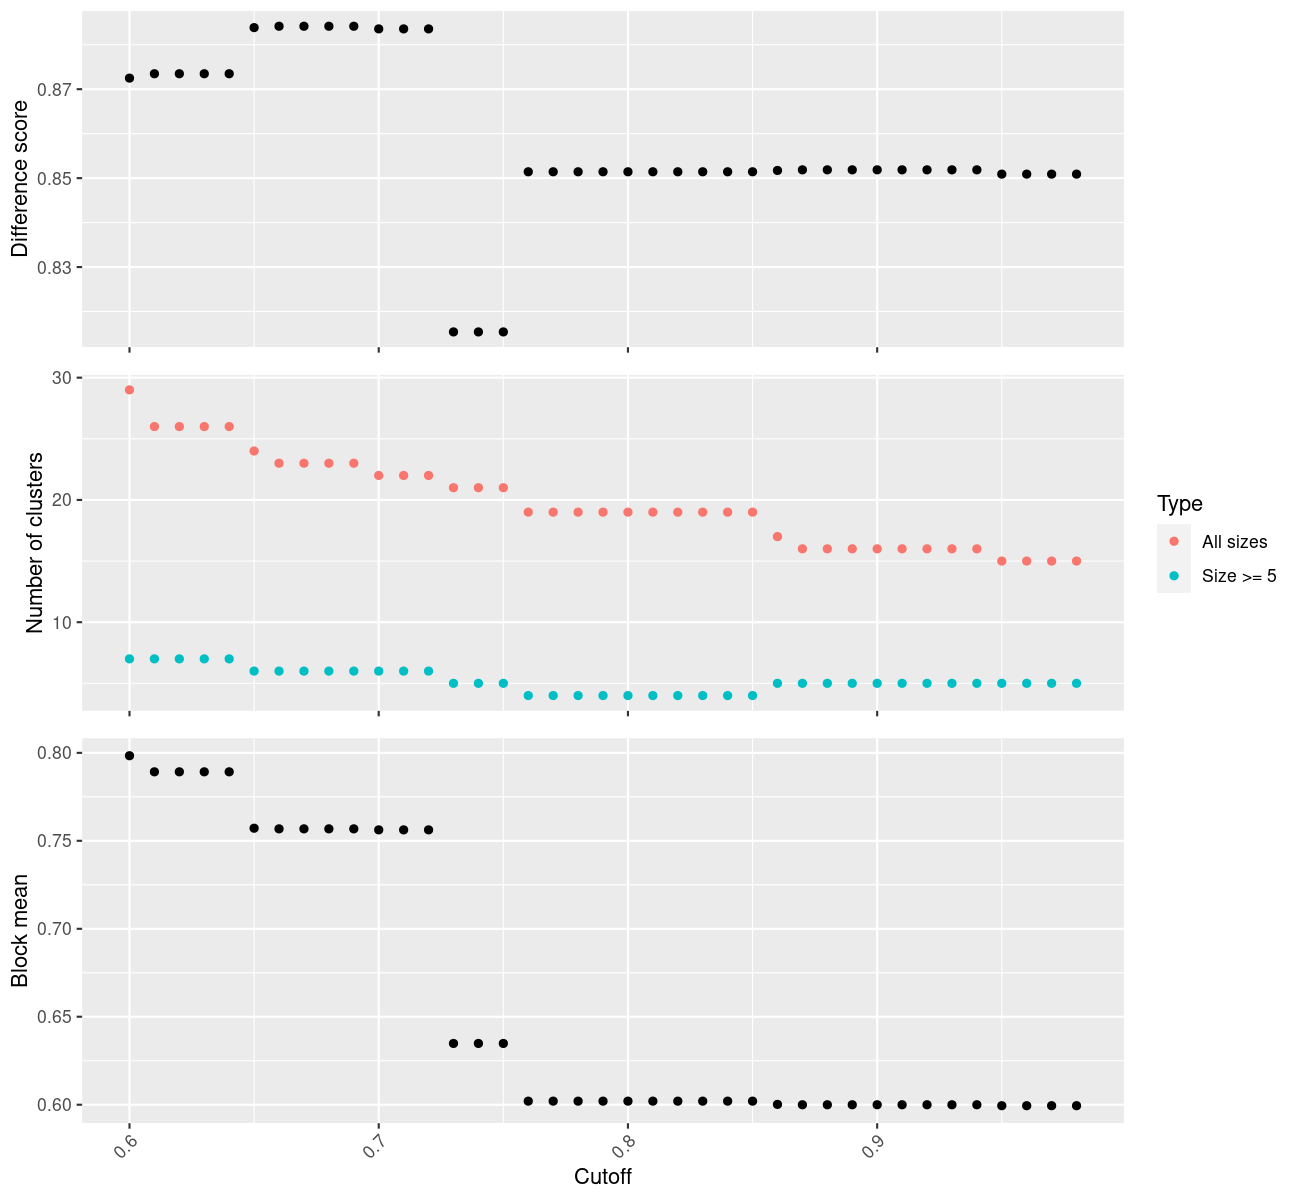 Difference score
0.87
0.85
0.83
Number of clusters
30
20
10
Type
All sizes
Size >= 5
Block mean
0.80
0.75
0.70
0.65
0.60
0.6
0.7
0.8
0.9
Cutoff